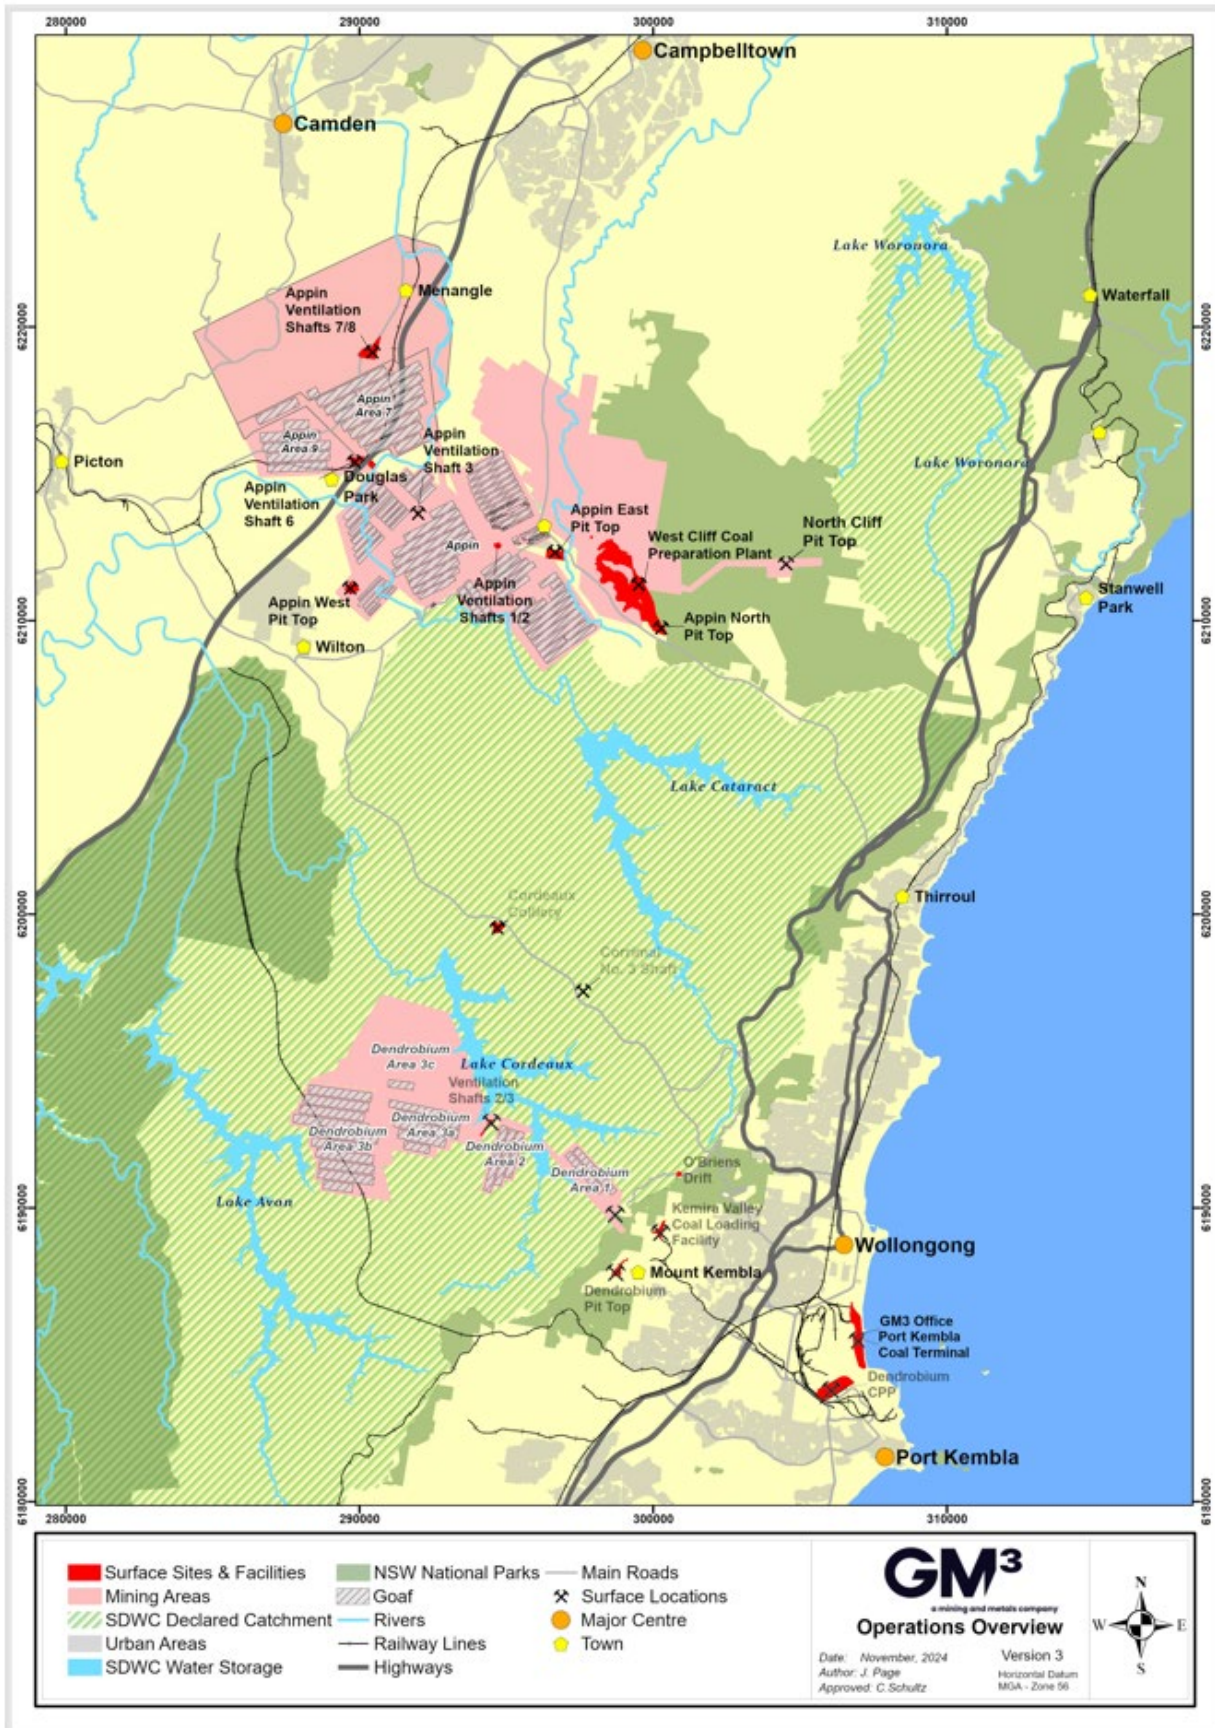 280000
290000
300000
310000
Campbelltown
Camden
Lake Woronora
Appin
Ventilation
Shafts 7/8
Menangle
Waterfall
6220000
6220000
Appin
Area 7
Appin
Area 9
Appin
Ventilation
Shaft 3
Picton
Lake Woronora
Douglas
Park
Appin
Ventilation
Shaft 6
Appin East
Pit Top
West Cliff Coal
Preparation Plant
North Cliff
Pit Top
Appin
Appin
Ventilation
Shafts 1/2
Appin West
Pit Top
Stanwell
Park
Appin North
Pit Top
6210000
6210000
Wilton
Lake Cataract
Cordeaux
Colliery
Thirroul
6200000
6200000
Corrimal
No. 3 Shaft
Dendrobium
Area 3c
Lake Cordeaux
Ventilation
Shafts 2/3
Dendrobium
Area 3a
Dendrobium
Area 3b
Dendrobium
Area 2
Dendrobium
Area 1
O'Briens
Drift
Lake Avon
Kemira Valley
Coal Loading
Facility
6190000
6190000
Wollongong
Mount Kembla
Dendrobium
Pit Top
GM3 Office
Port Kembla
Coal Terminal
Dendrobium
CPP
Port Kembla
6180000
6180000
280000
290000
300000
310000
Surface Sites & Facilities
Mining Areas
SDWC Declared Catchment
Urban Areas
SDWC Water Storage
NSW National Parks
Goaf
Rivers
Railway Lines
Highways
Main Roads
Surface Locations
Major Centre
Town
GM³
a mining and metals company
Operations Overview
Date: November, 2024
Author: J. Page
Approved: C.Schultz
Version 3
Horizontal Datum
MGA - Zone 56
N
W
E
S